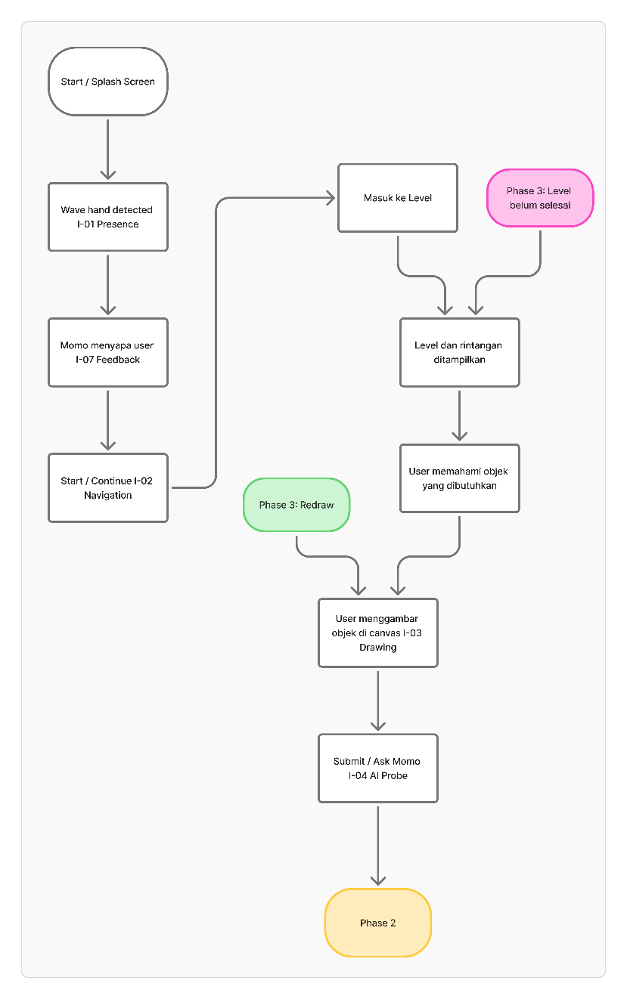 Start / Splash Screen
Wave hand detected
I-01 Presence
Momo menyapa user
I-07 Feedback
Start / Continue I-02
Navigation
Masuk ke Level
Phase 3: Level
belum selesai
Level dan rintangan
ditampilkan
User memahami objek
yang dibutuhkan
Phase 3: Redraw
User menggambar
objek di canvas I-03
Drawing
Submit / Ask Momo
I-04 AI Probe
Phase 2